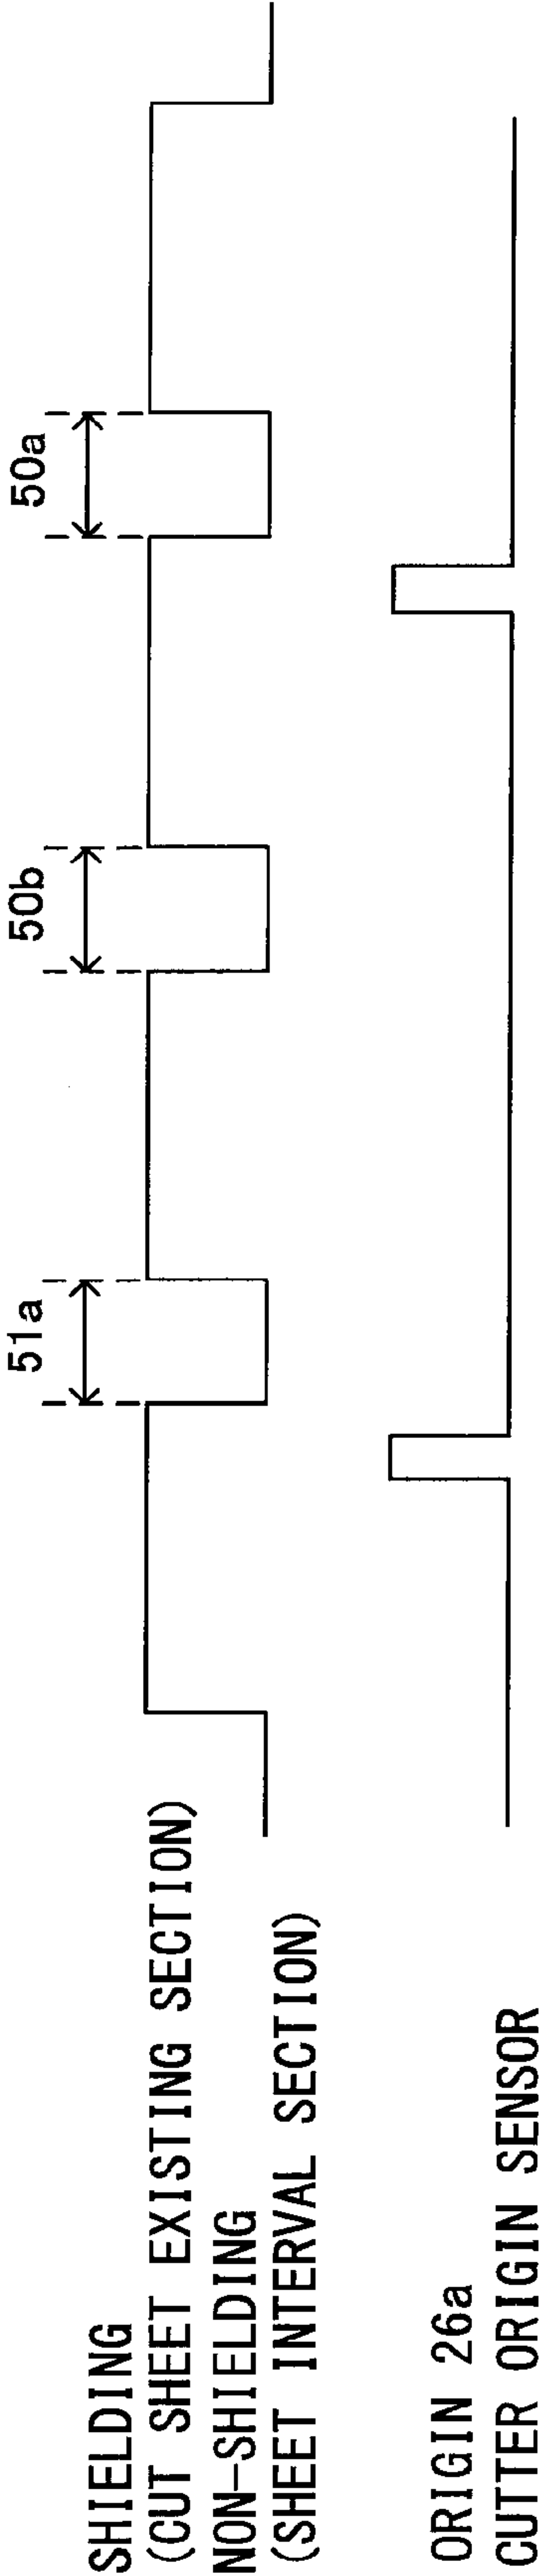 51a
50b
50a
SHIELDING
(CUT SHEET EXISTING SECTION)
NON-SHIELDING
(SHEET INTERVAL SECTION)
ORIGIN 26a
CUTTER ORIGIN SENSOR